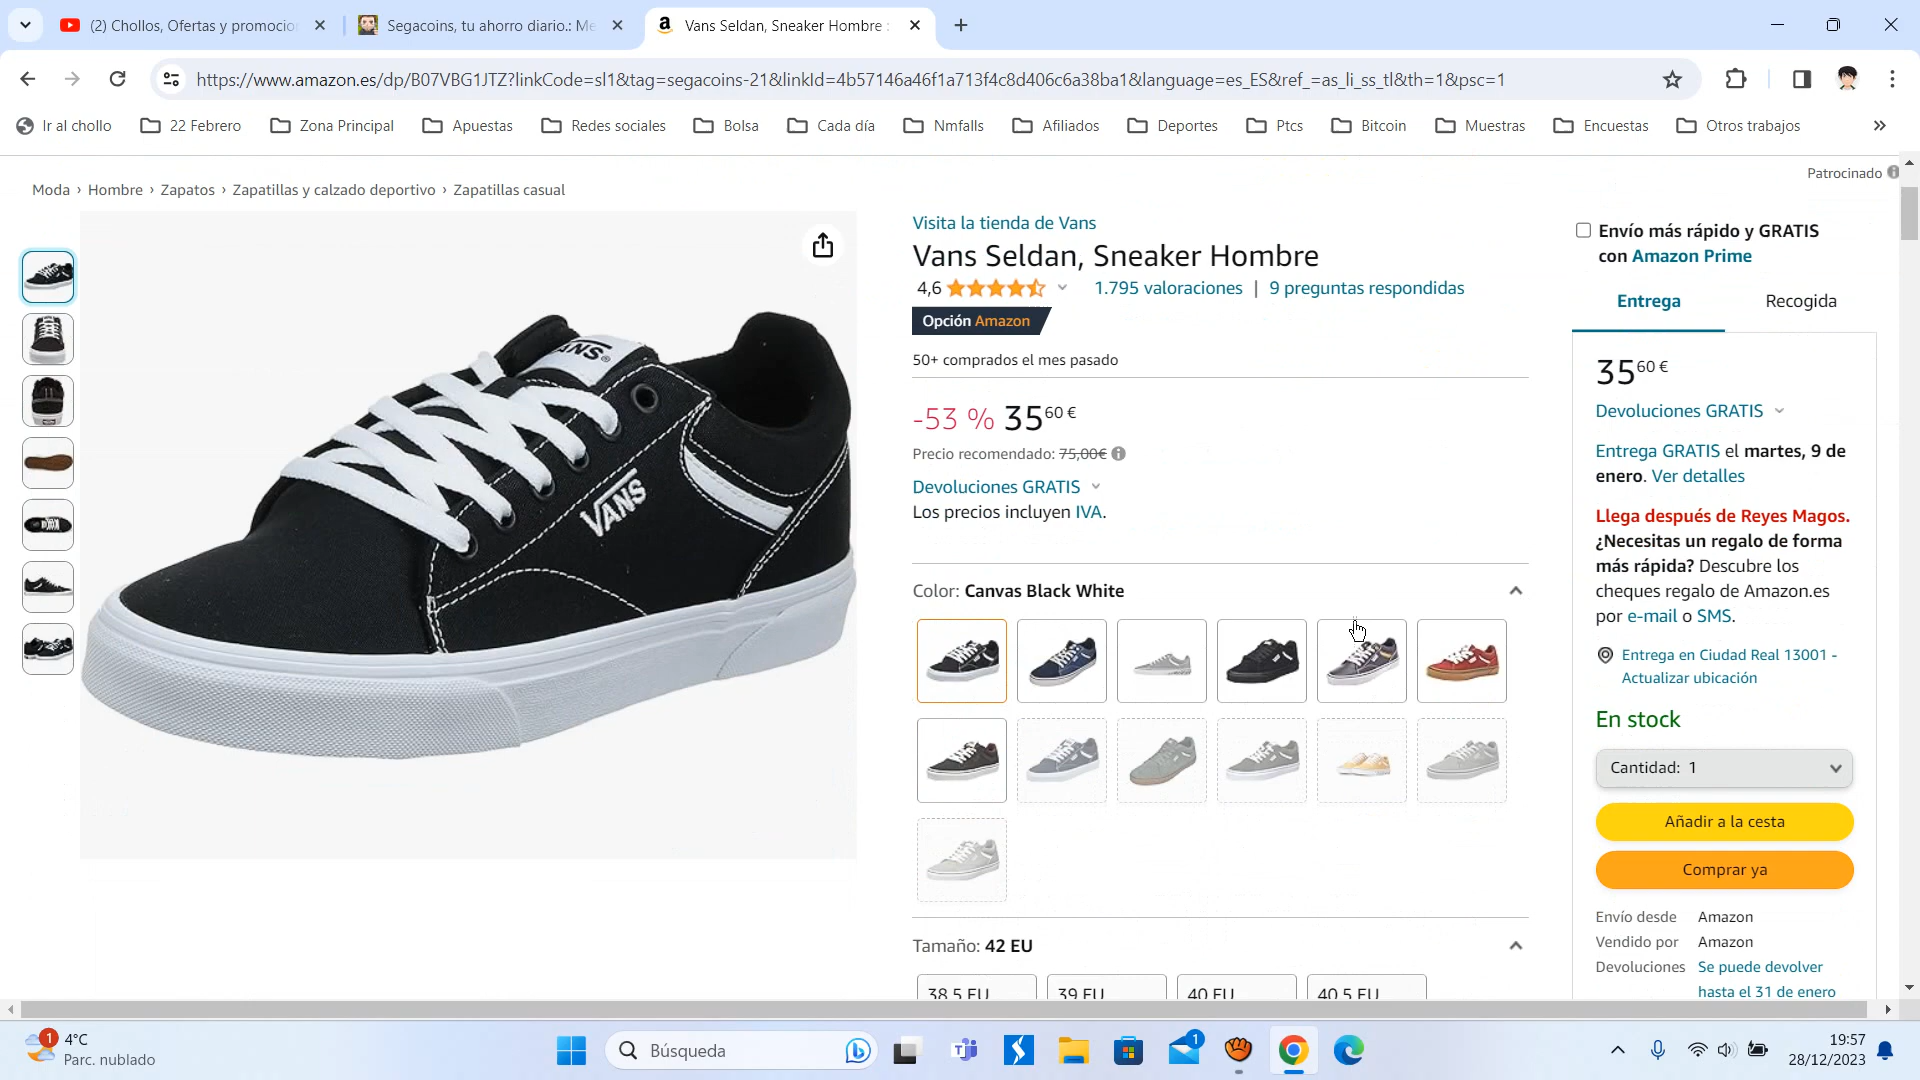 (2) Chollos, Ofertas y promocio
Segacoins, tu ahorro diario.: Me
Vans Seldan, Sneaker Hombre :
https://www.amazon.es/dp/B07VBG1JTZ?linkCode=sl1&tag=segacoins-21&linkId=4b57146a46f1a713f4c8d406c6a38ba1&language=es_ES&ref_=as_li_ss_tl&th=1&psc=1
Ir al chollo 22 Febrero Zona Principal Apuestas Redes sociales Bolsa Cada día Nmfalls Afiliados Deportes Ptcs Bitcoin Muestras Encuestas Otros trabajos »
Patrocinado
Moda › Hombre › Zapatos › Zapatillas y calzado deportivo › Zapatillas casual
VANS
Visita la tienda de Vans
Vans Seldan, Sneaker Hombre
4,6 1.795 valoraciones | 9 preguntas respondidas
Opción Amazon
50+ comprados el mes pasado
-53 % 35 60 €
Precio recomendado: 75,00€
Devoluciones GRATIS
Los precios incluyen IVA.
Color: Canvas Black White
Tamaño: 42 EU
38.5 EU 39 EU 40 EU 40.5 EU
Envío más rápido y GRATIS
con Amazon Prime
Entrega Recogida
35 60 €
Devoluciones GRATIS
Entrega GRATIS el martes, 9 de
enero. Ver detalles
Llega después de Reyes Magos.
¿Necesitas un regalo de forma
más rápida? Descubre los
cheques regalo de Amazon.es
por e-mail o SMS.
Entrega en Ciudad Real 13001 -
Actualizar ubicación
En stock
Cantidad: 1
Añadir a la cesta
Comprar ya
Envío desde Amazon
Vendido por Amazon
Devoluciones Se puede devolver
hasta el 31 de enero
1 4°C
Parc. nublado
Búsqueda
1
19:57
28/12/2023